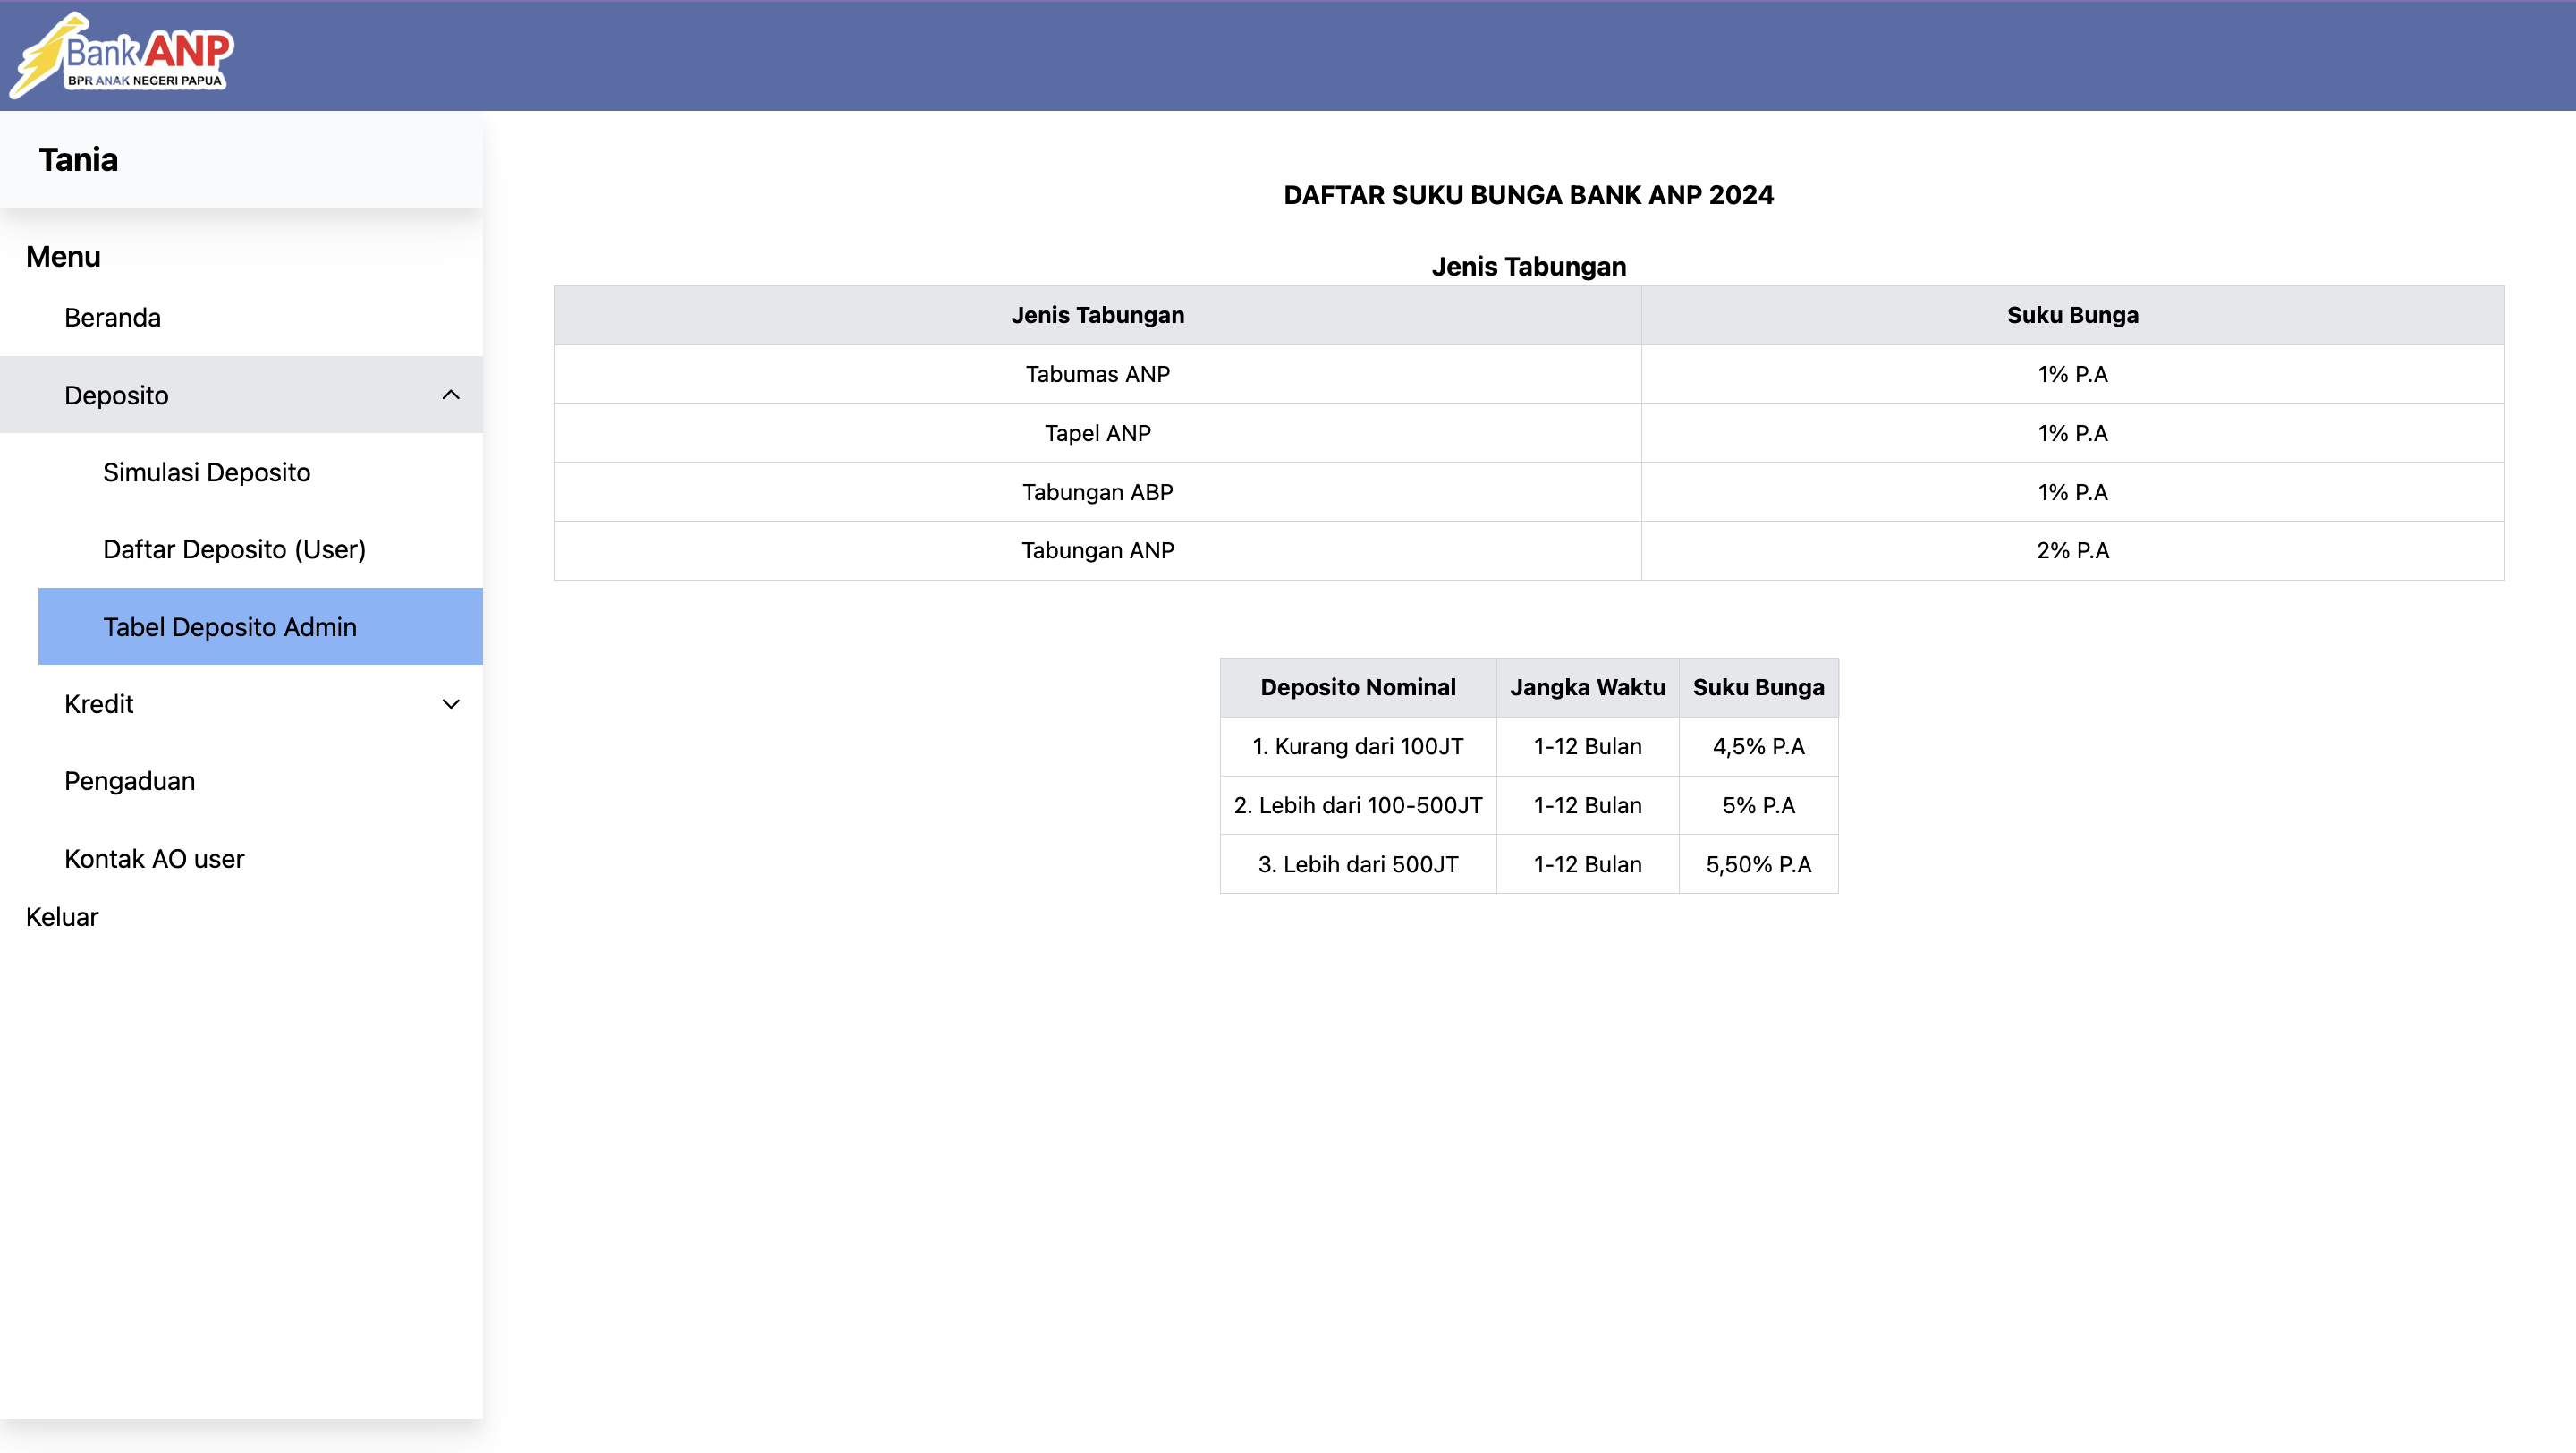 Bank ANP
BPR ANAK NEGERI PAPUA
Tania
Menu
Beranda
Deposito
Simulasi Deposito
Daftar Deposito (User)
Tabel Deposito Admin
Kredit
Pengaduan
Kontak AO user
Keluar
DAFTAR SUKU BUNGA BANK ANP 2024
Jenis Tabungan
Jenis Tabungan Suku Bunga
Tabumas ANP 1% P.A
Tapel ANP 1% P.A
Tabungan ABP 1% P.A
Tabungan ANP 2% P.A
Deposito Nominal Jangka Waktu Suku Bunga
1. Kurang dari 100JT 1-12 Bulan 4,5% P.A
2. Lebih dari 100-500JT 1-12 Bulan 5% P.A
3. Lebih dari 500JT 1-12 Bulan 5,50% P.A